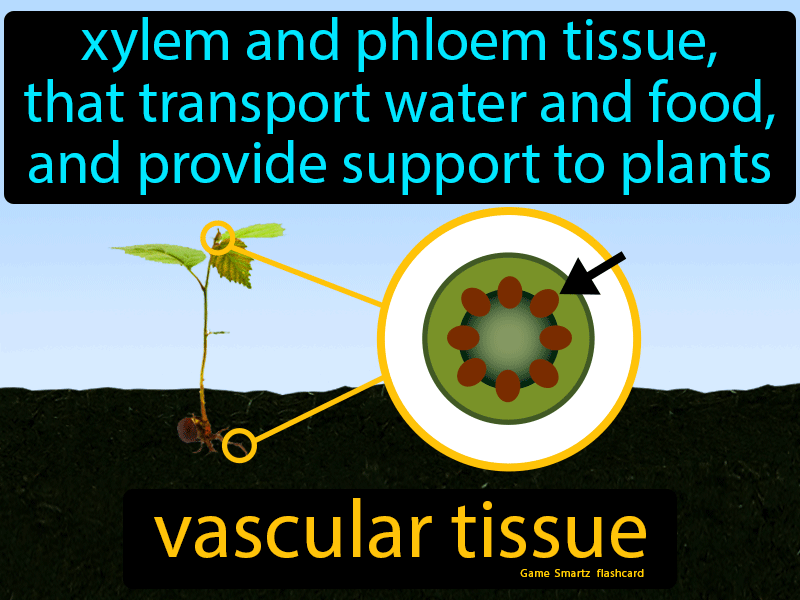 xylem and phloem tissue,
that transport water and food,
and provide support to plants
vascular tissue
Game Smartz flashcard